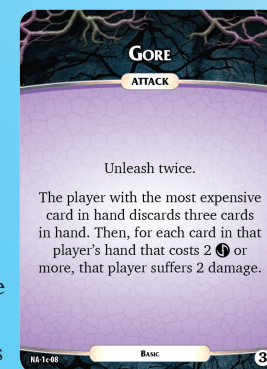 GORE
ATTACK
Unleash twice.
The player with the most expensive
card in hand discards three cards
in hand. Then, for each card in that
player's hand that costs 2 or
more, that player suffers 2 damage.
e
s
NA-1c-08
BASIC
3